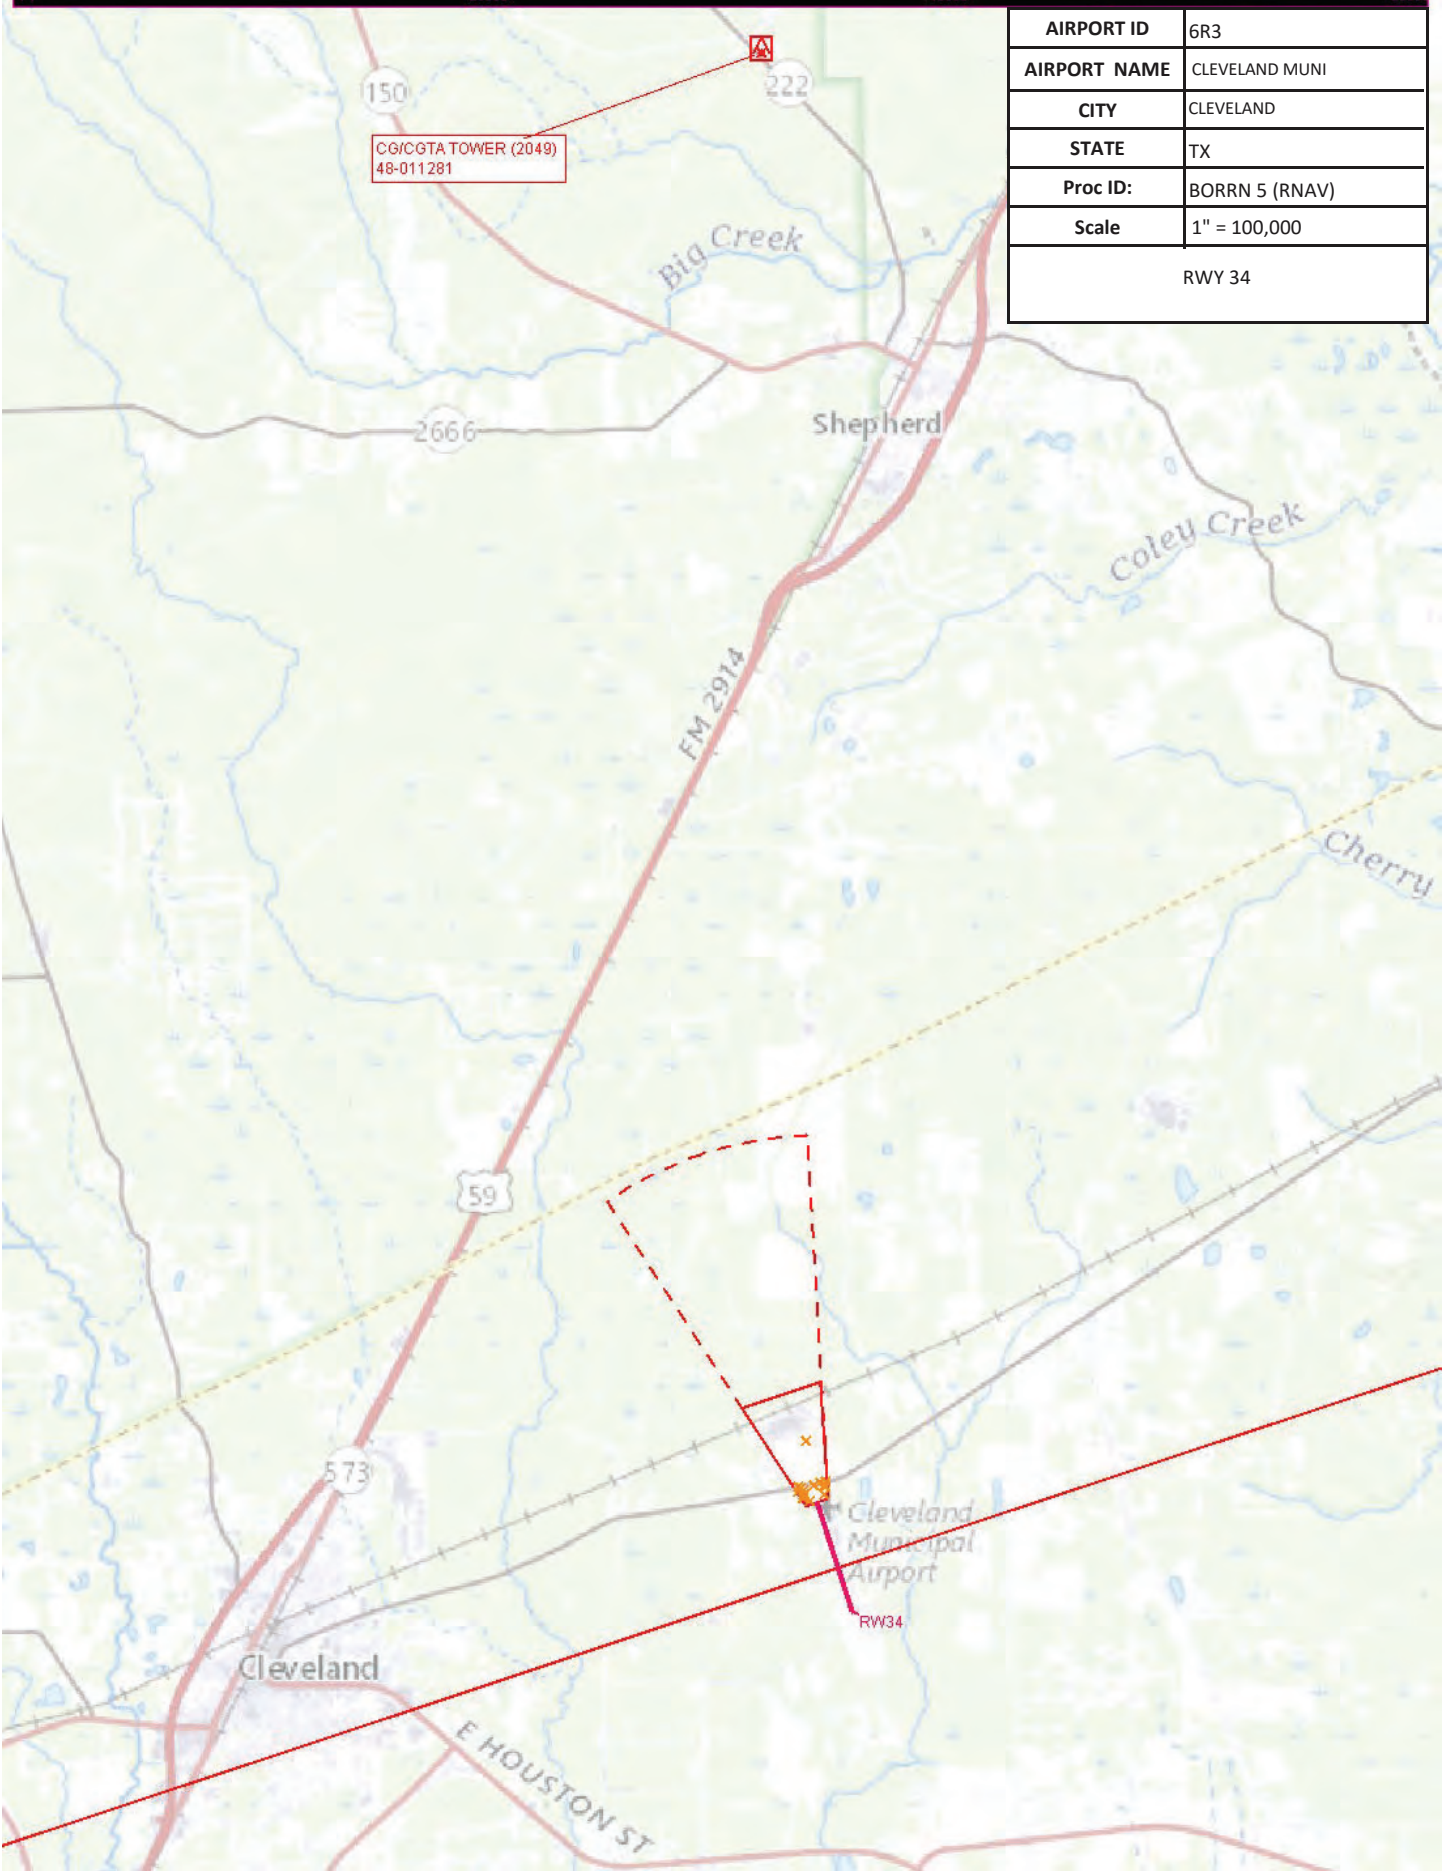 AIRPORT ID 6R3
AIRPORT NAME CLEVELAND MUNI
CITY CLEVELAND
STATE TX
Proc ID: BORRN 5 (RNAV)
Scale 1" = 100,000
RWY 34
150
222
CG/CGTA TOWER (2049)
48-011281
Big Creek
2666
Shepherd
Coley Creek
FM 2914
Cherry
59
573
Cleveland
Municipal
Airport
RW34
Cleveland
E HOUSTON ST